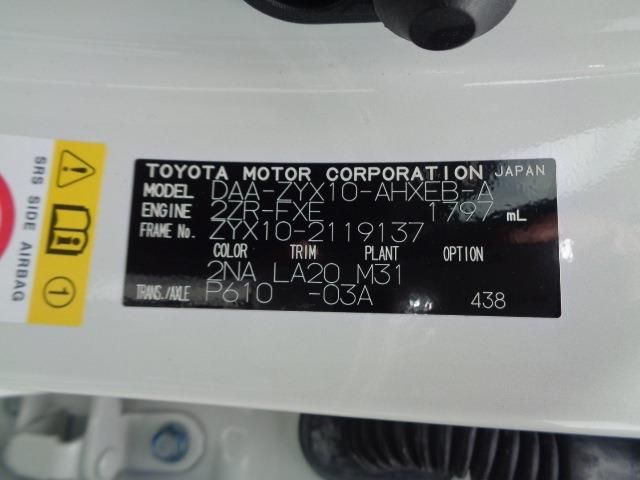 TOYOTA MOTOR CORPORATION JAPAN
MODEL DAA-ZYX10-AHXEB-A
ENGINE 2ZR-FXE 1797 mL
FRAME No. ZYX10-2119137
COLOR TRIM PLANT OPTION
2NA LA20 M31
TRANS./AXLE P610 -03A 438
SRS SIDE AIRBAG
1